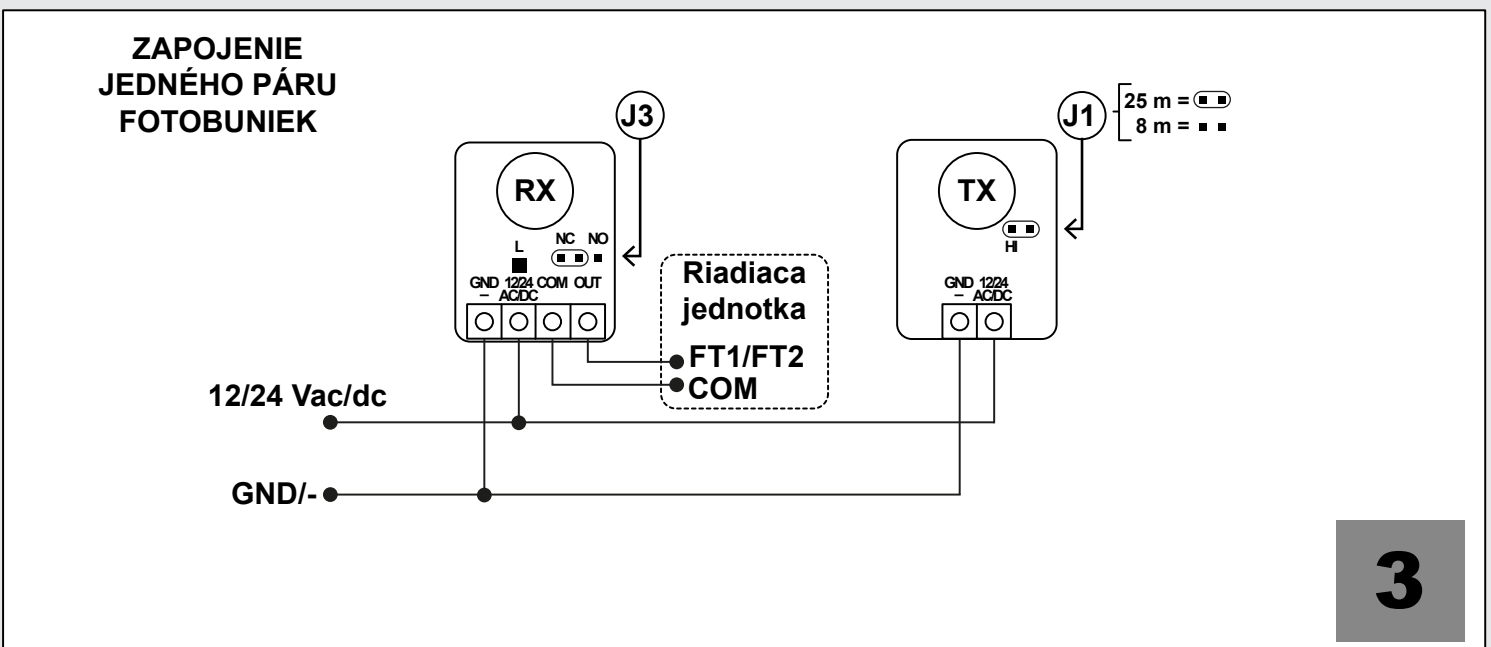 ZAPOJENIE
JEDNÉHO PÁRU
FOTOBUNIEK
J3
J1
25 m =
8 m =
RX
TX
L
NC NO
HI
GND 12/24 COM OUT
– AC/DC
GND 12/24
– AC/DC
Riadiaca
jednotka
FT1/FT2
COM
12/24 Vac/dc
GND/-
3